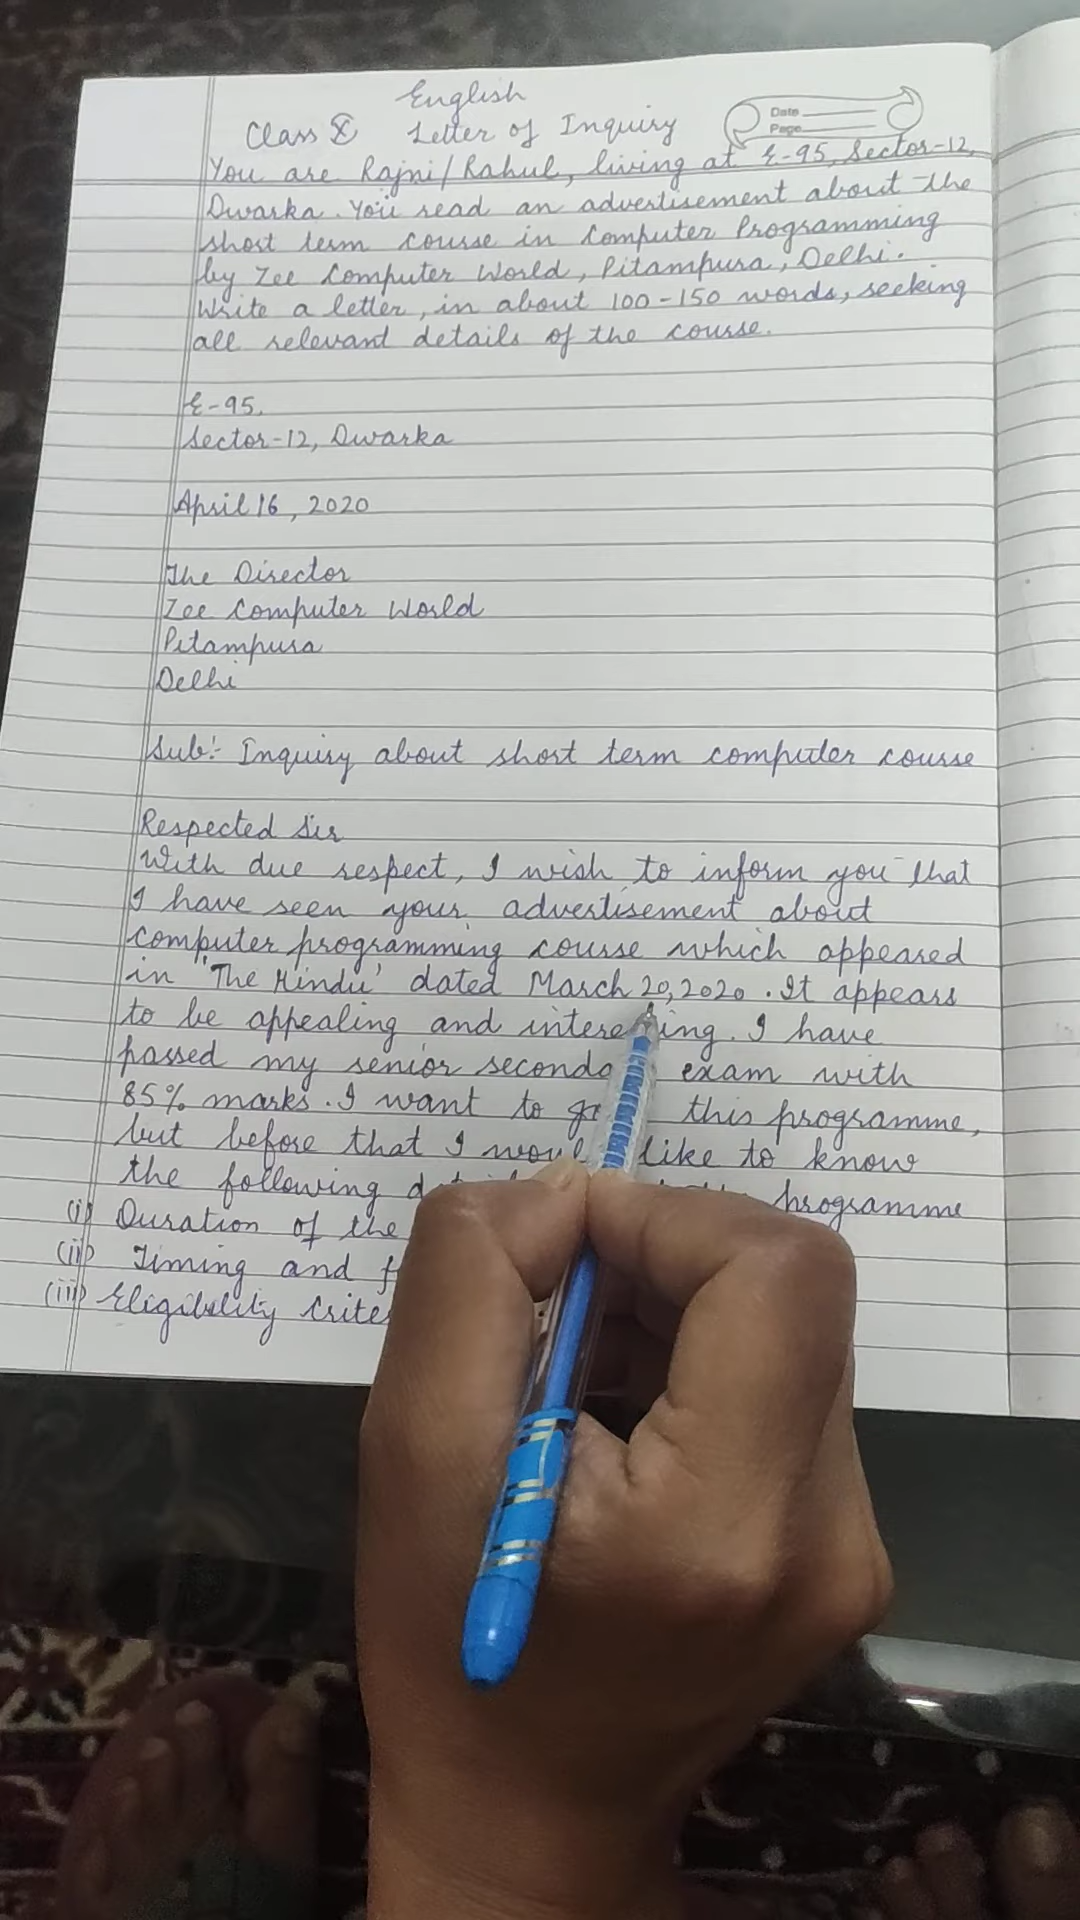 English
Date
Class X Letter of Inquiry
Page
You are Rajni/Rahul, living at E-95, Sector-12,
Dwarka. You read an advertisement about the
short term course in Computer Programming
by Zee Computer World, Pitampura, Delhi.
Write a letter, in about 100-150 words, seeking
all relevant details of the course.
E-95,
Sector-12, Dwarka
April 16, 2020
The Director
Zee Computer World
Pitampura
Delhi
Sub:- Inquiry about short term computer course
Respected Sir
With due respect, I wish to inform you that
I have seen your advertisement about
computer programming course which appeared
in 'The Hindu' dated March 20, 2020. It appears
to be appealing and ing. I have
passed my senior exam with
85% marks. I want to this programme,
but before that I like to know
the following programme
(i) Duration of the
(ii) Timing and
(iii) Eligibility